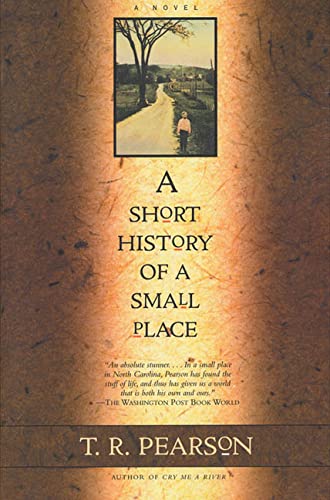 A NOVEL
A
SHORT
HISTORY
OF A
SMALL
PLACE
"An absolute stunner. . . . In a small place
in North Carolina, Pearson has found the
stuff of life, and thus has given us a world
that is both his own and ours."
—THE WASHINGTON POST BOOK WORLD
T. R. PEARSON
AUTHOR OF CRY ME A RIVER